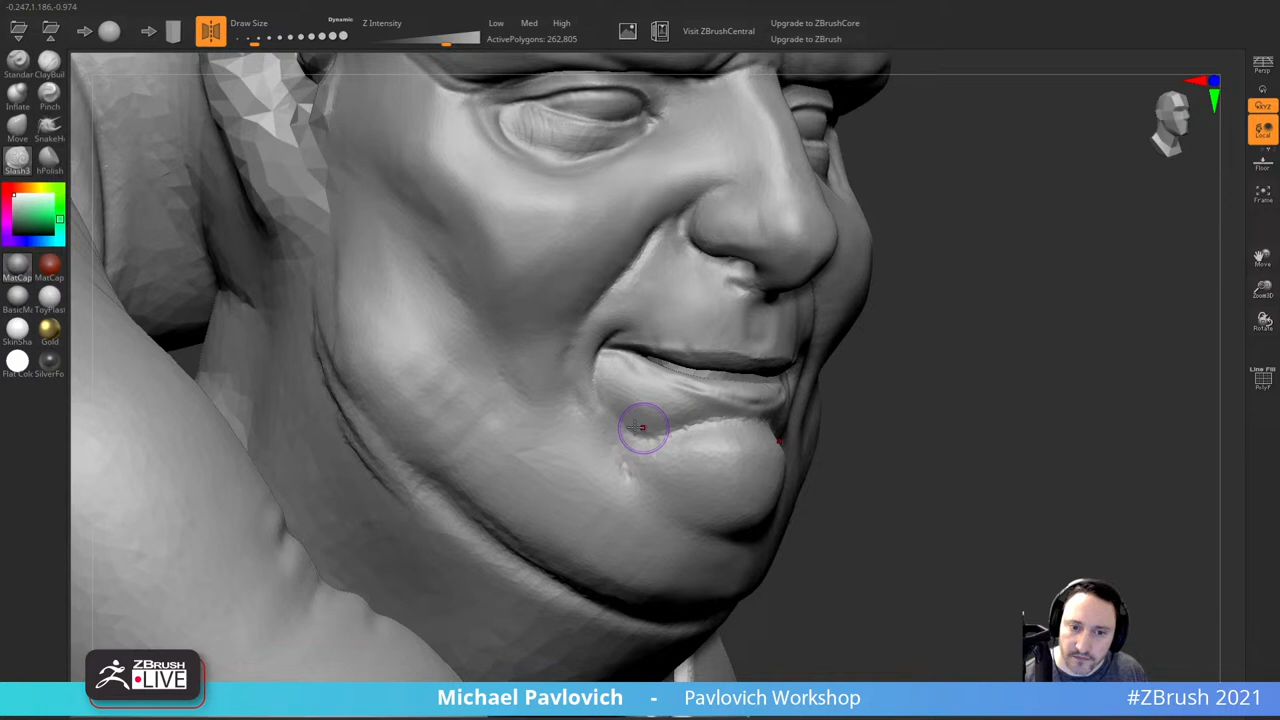 -0.247,1.186,-0.974
Draw Size
Dynamic
Z Intensity
Low Med High
ActivePolygons: 262,805
Visit ZBrushCentral
Upgrade to ZBrushCore
Upgrade to ZBrush
Standar ClayBuil
Inflate Pinch
Move SnakeH
Slash3 hPolish
MatCap MatCap
BasicMa ToyPlast
SkinSha Gold
Flat Colo SilverFo
Persp
XYZ
Local
Floor
Frame
Move
Zoom3D
Rotate
Line Fill
PolyF
ZBRUSH
LIVE
Michael Pavlovich - Pavlovich Workshop #ZBrush 2021